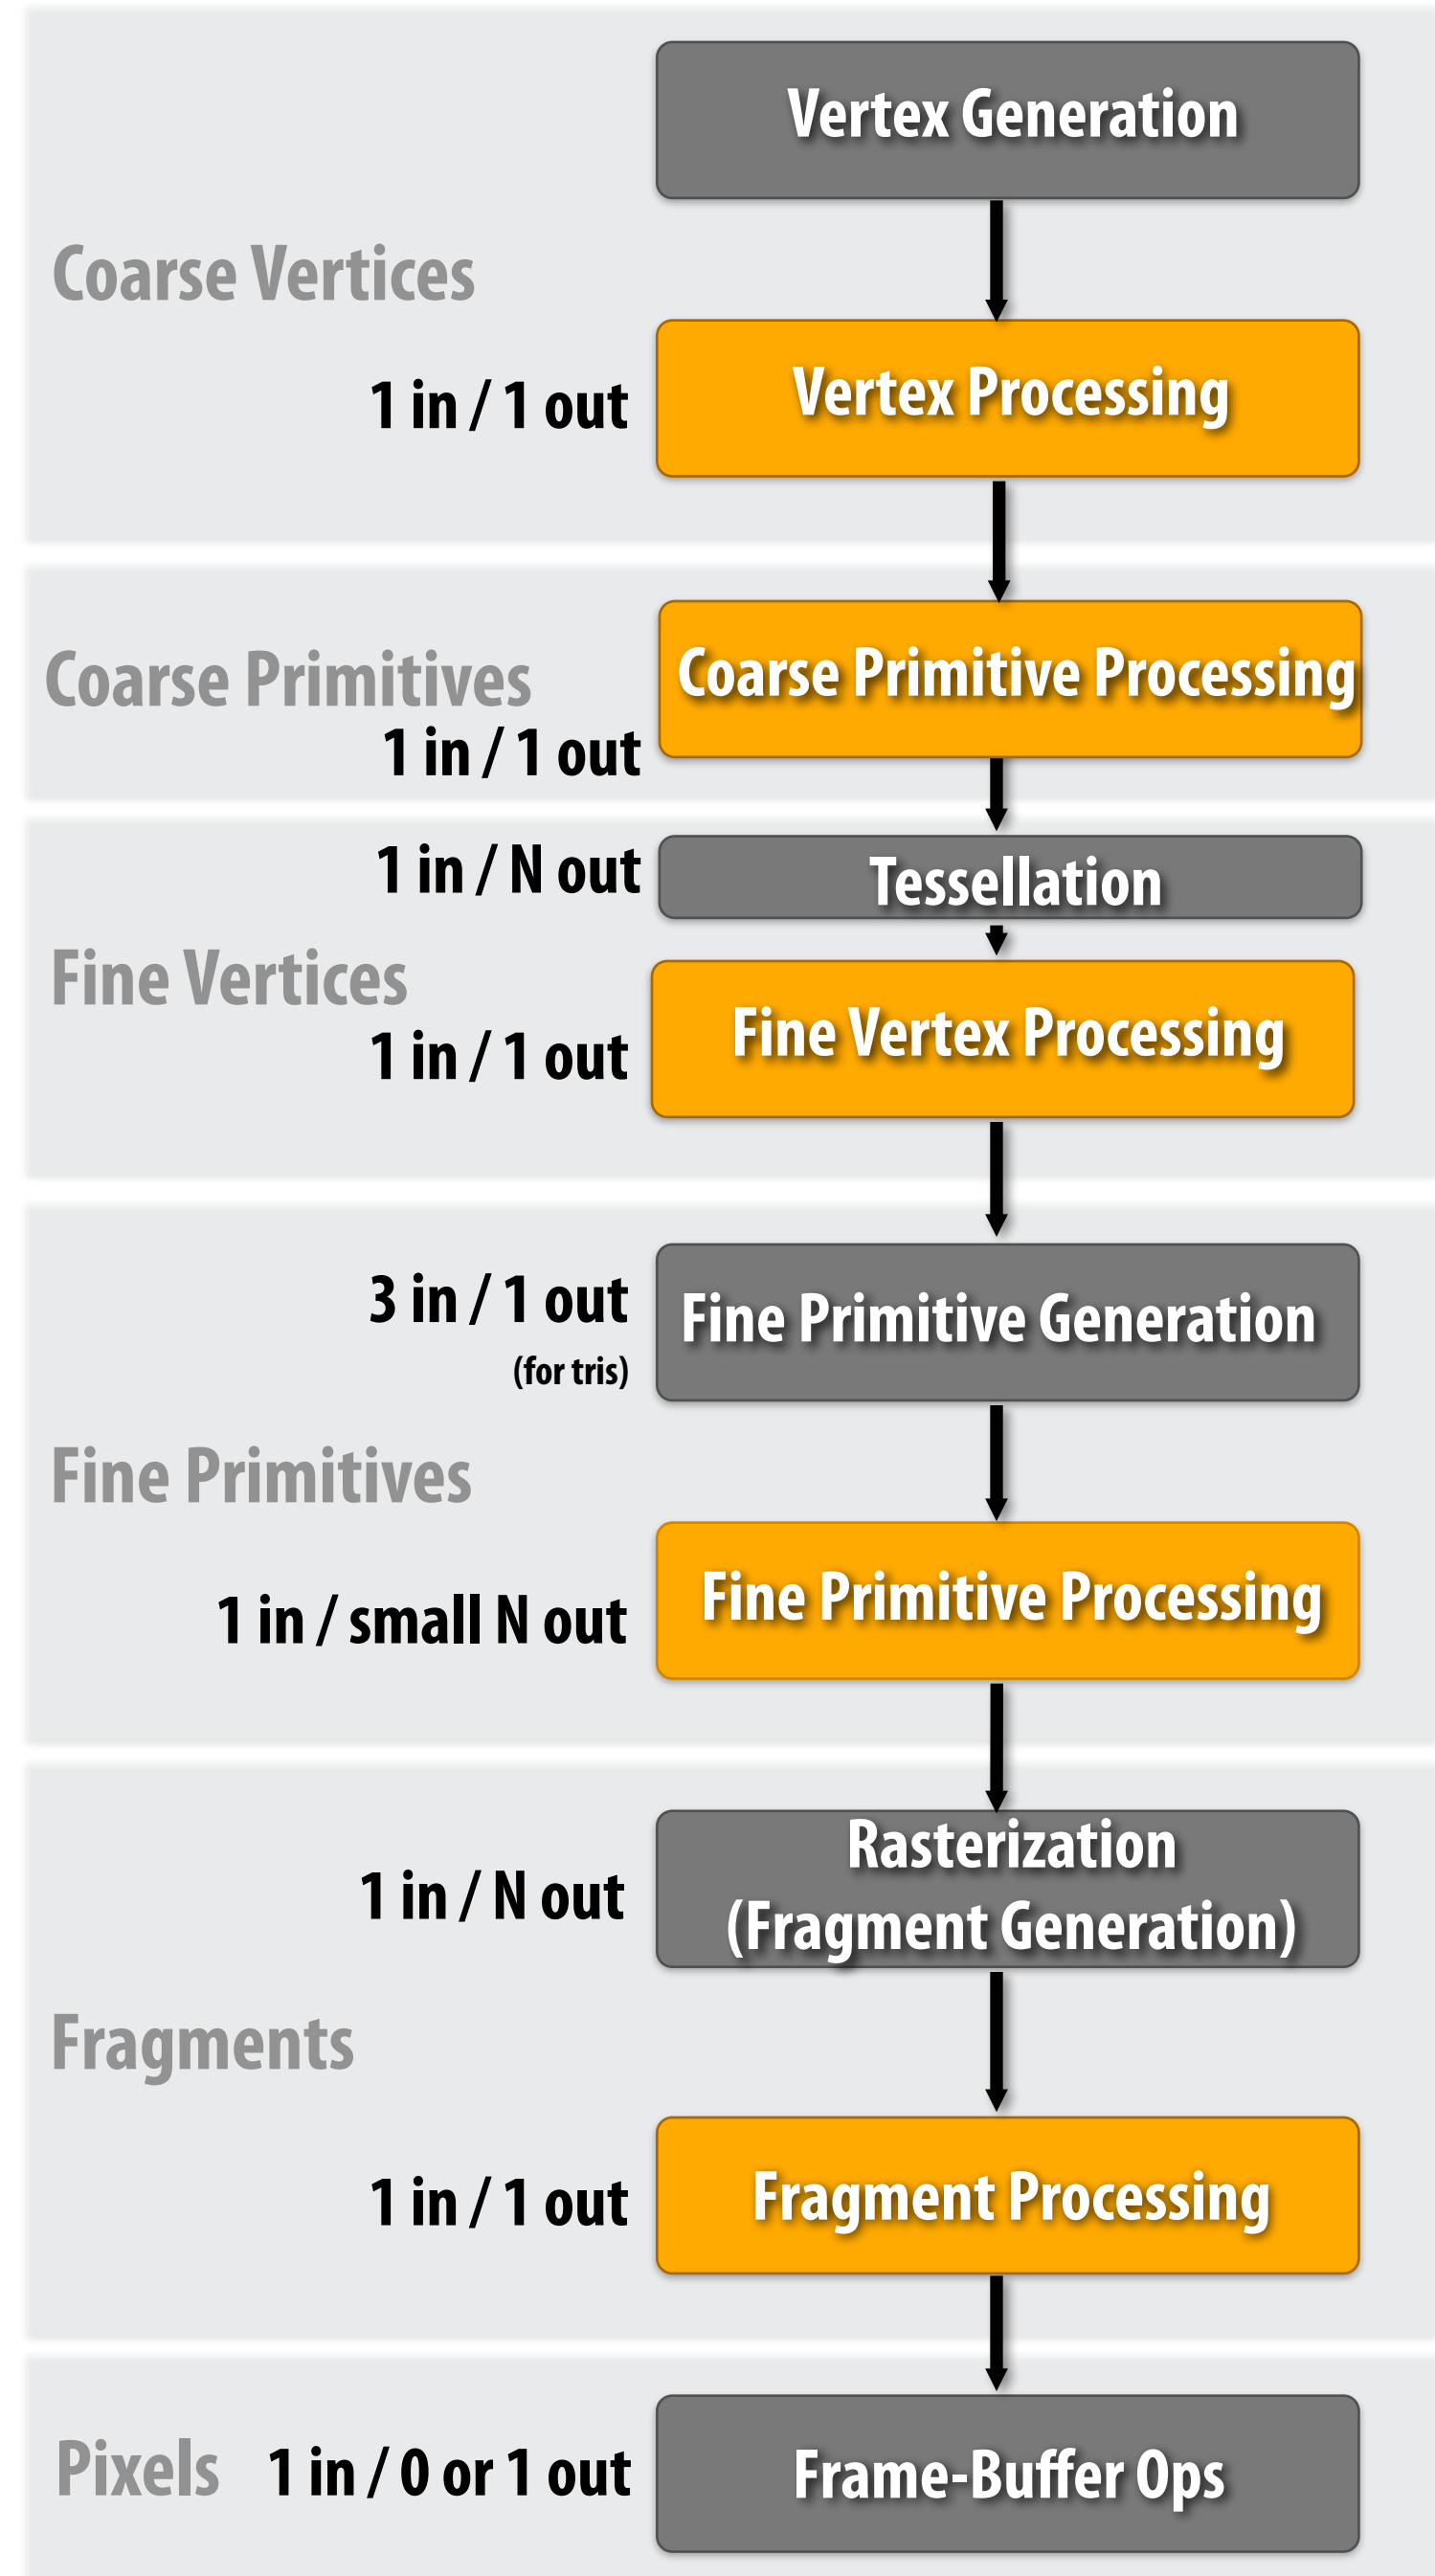 Vertex Generation
Coarse Vertices
1 in / 1 out
Vertex Processing
Coarse Primitives
Coarse Primitive Processing
1 in / 1 out
1 in / N out
Tessellation
Fine Vertices
1 in / 1 out
Fine Vertex Processing
3 in / 1 out
(for tris)
Fine Primitive Generation
Fine Primitives
1 in / small N out
Fine Primitive Processing
1 in / N out
Rasterization
(Fragment Generation)
Fragments
1 in / 1 out
Fragment Processing
Pixels
1 in / 0 or 1 out
Frame-Buffer Ops